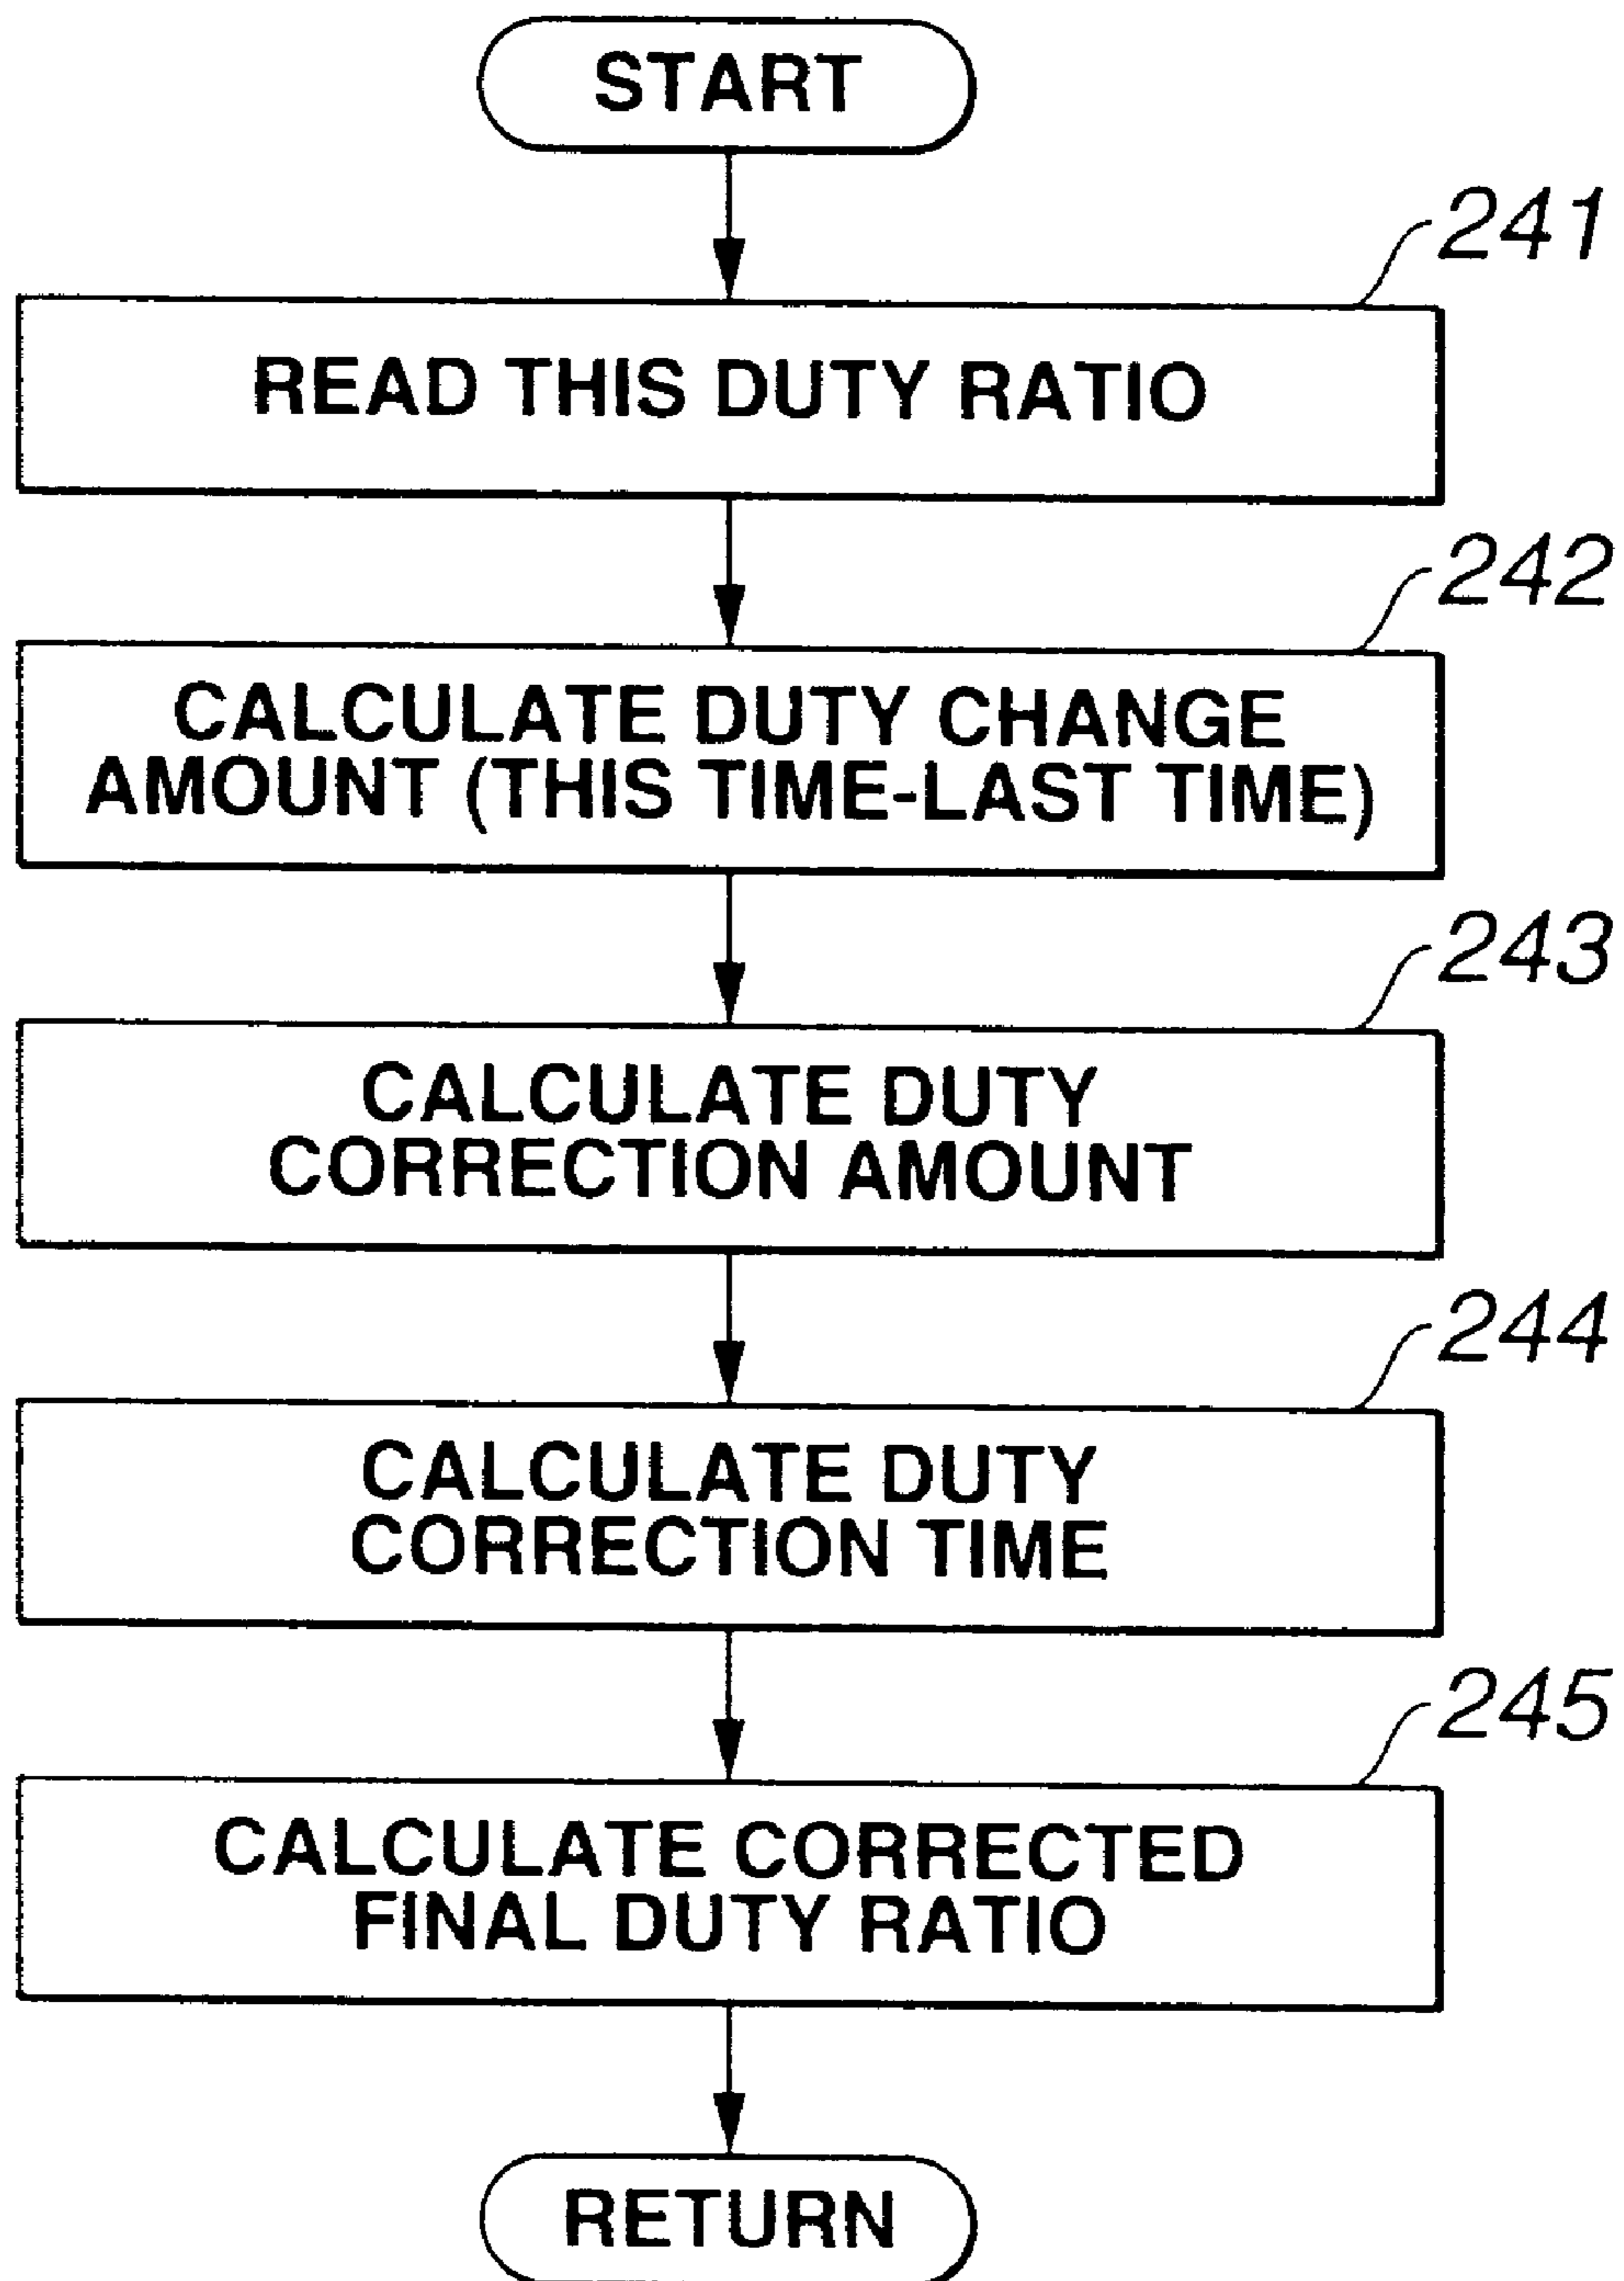 START
241
READ THIS DUTY RATIO
242
CALCULATE DUTY CHANGE
AMOUNT (THIS TIME-LAST TIME)
243
CALCULATE DUTY
CORRECTION AMOUNT
244
CALCULATE DUTY
CORRECTION TIME
245
CALCULATE CORRECTED
FINAL DUTY RATIO
RETURN